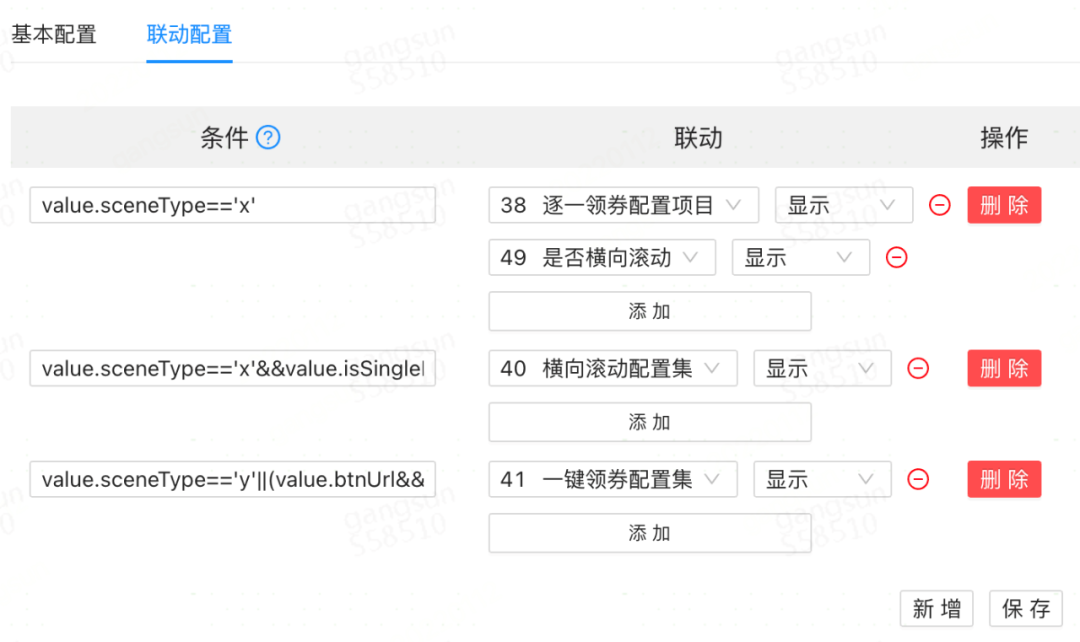 基本配置 联动配置
条件 ? 联动 操作
value.sceneType=='x' 38 逐一领券配置项目 显示 删 除
49 是否横向滚动 显示
添 加
value.sceneType=='x'&&value.isSingle 40 横向滚动配置集 显示 删 除
添 加
value.sceneType=='y'||(value.btnUrl&& 41 一键领券配置集 显示 删 除
添 加
新 增 保 存
gangsun
558510